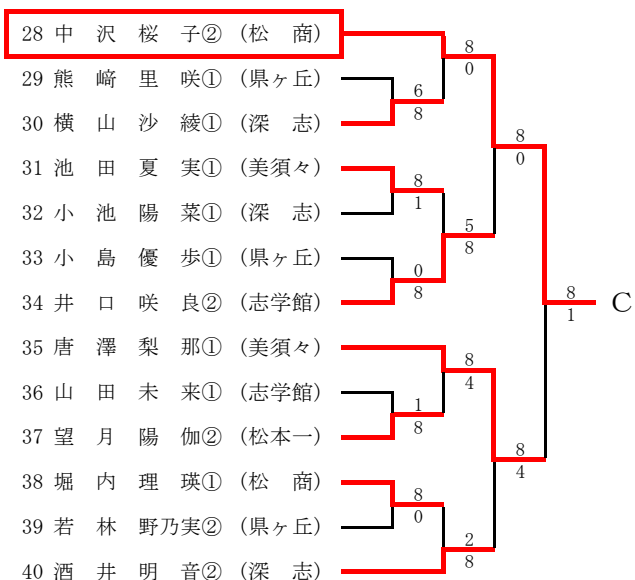 28 中 沢 桜 子② (松 商)
8
0
29 熊 﨑 里 咲① (県ヶ丘)
6
8
30 横 山 沙 綾① (深 志)
8
0
31 池 田 夏 実① (美須々)
8
1
32 小 池 陽 菜① (深 志)
5
8
33 小 島 優 歩① (県ヶ丘)
0
8
34 井 口 咲 良② (志学館)
8
1
C
35 唐 澤 梨 那① (美須々)
8
4
36 山 田 未 来① (志学館)
1
8
37 望 月 陽 伽② (松本一)
8
4
38 堀 内 理 瑛① (松 商)
8
0
39 若 林 野乃実② (県ヶ丘)
2
8
40 酒 井 明 音② (深 志)